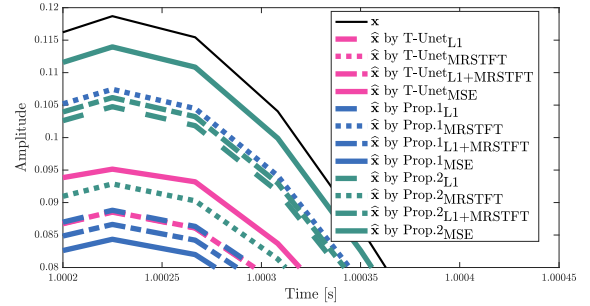 0.12
0.115
0.11
0.105
0.1
0.095
0.09
0.085
0.08
Amplitude
1.0002
1.00025
1.0003
1.00035
1.0004
1.00045
Time [s]
x
x̂ by T-Unet_L1
x̂ by T-Unet_MRSTFT
x̂ by T-Unet_L1+MRSTFT
x̂ by T-Unet_MSE
x̂ by Prop.1_L1
x̂ by Prop.1_MRSTFT
x̂ by Prop.1_L1+MRSTFT
x̂ by Prop.1_MSE
x̂ by Prop.2_L1
x̂ by Prop.2_MRSTFT
x̂ by Prop.2_L1+MRSTFT
x̂ by Prop.2_MSE